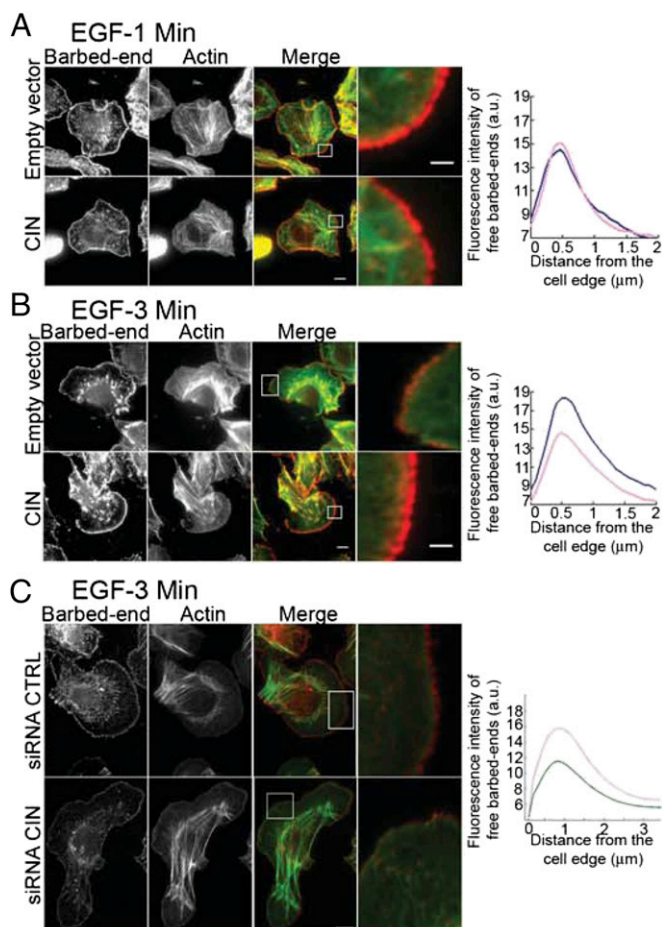 A
EGF-1 Min
Barbed-end Actin Merge
Empty vector
CIN
Fluorescence intensity of
free barbed-ends (a.u.)
19
17
15
13
11
9
7
0 0.5 1 1.5 2
Distance from the
cell edge (µm)
B
EGF-3 Min
Barbed-end Actin Merge
Empty vector
CIN
Fluorescence intensity of
free barbed-ends (a.u.)
19
17
15
13
11
9
7
0 0.5 1 1.5 2
Distance from the
cell edge (µm)
C
EGF-3 Min
Barbed-end Actin Merge
siRNA CTRL
siRNA CIN
Fluorescence intensity of
free barbed-ends (a.u.)
18
16
14
12
10
8
6
0 1 2 3
Distance from the
cell edge (µm)